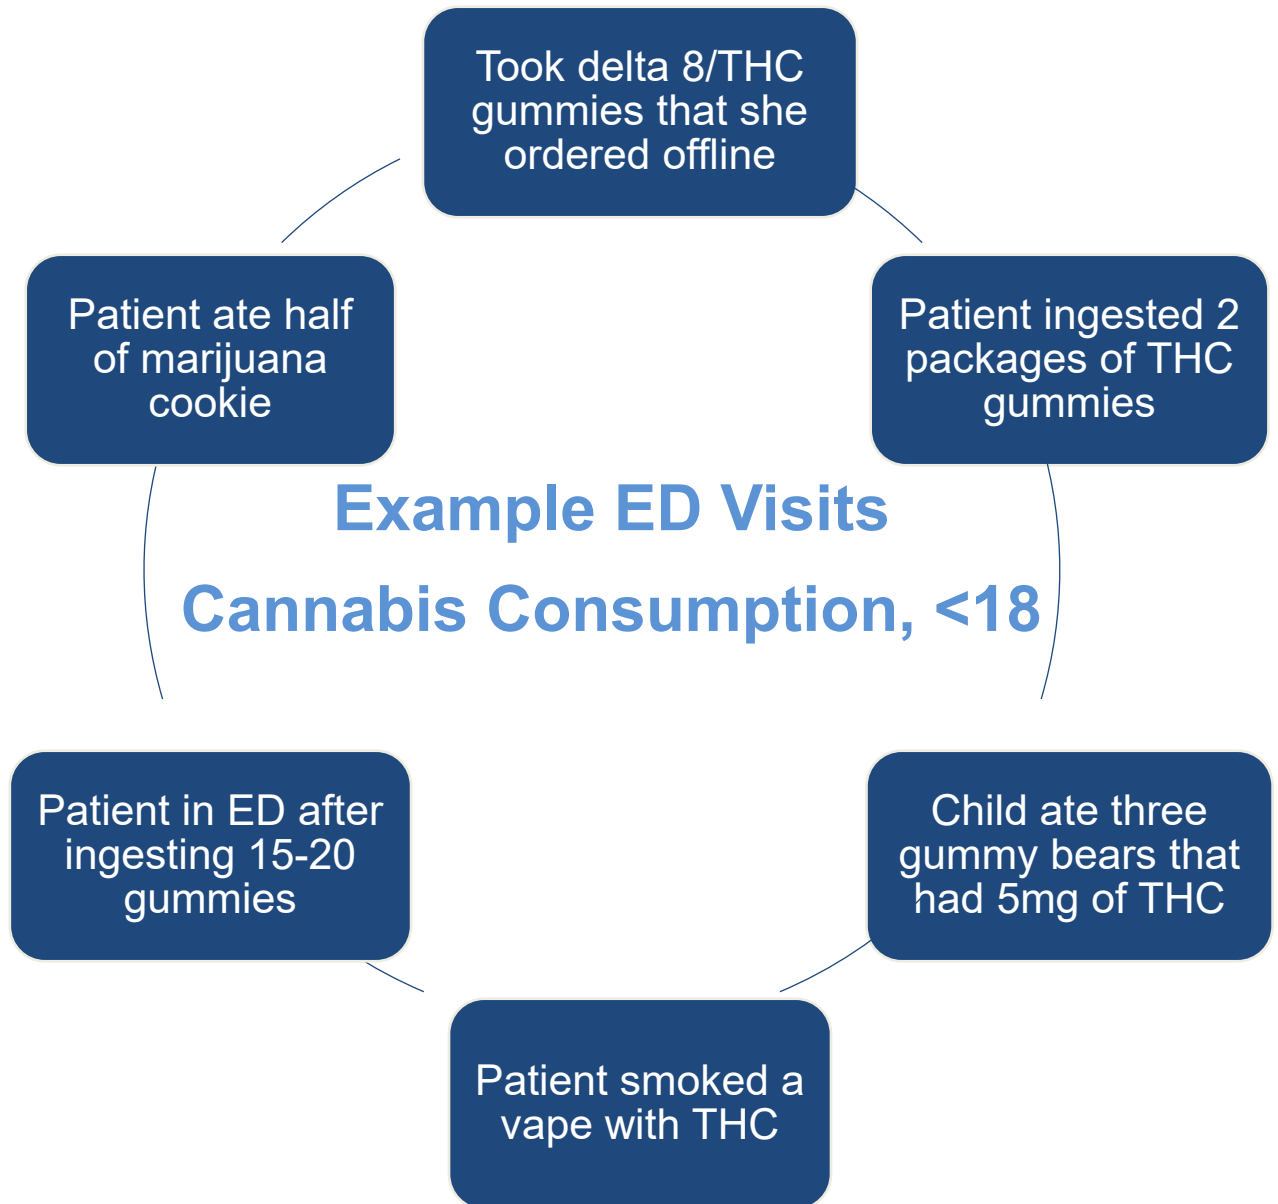 Took delta 8/THC
gummies that she
ordered offline
Patient ate half
of marijuana
cookie
Patient ingested 2
packages of THC
gummies
Example ED Visits
Cannabis Consumption, <18
Patient in ED after
ingesting 15-20
gummies
Child ate three
gummy bears that
had 5mg of THC
Patient smoked a
vape with THC